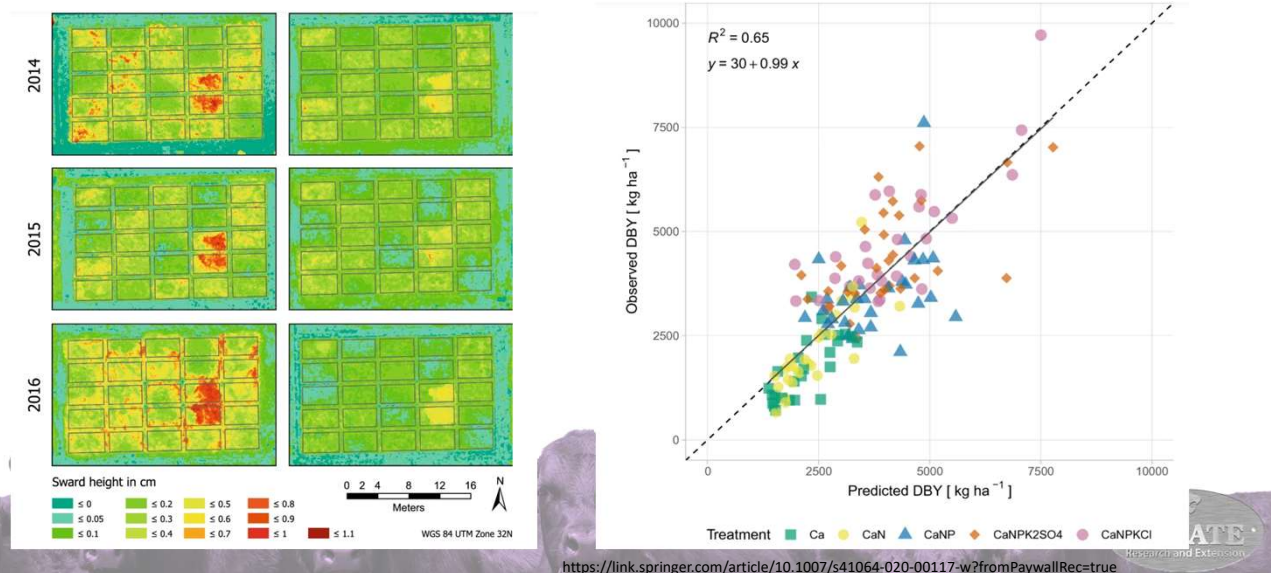 2014
2015
2016
Sward height in cm
≤ 0
≤ 0.05
≤ 0.1
≤ 0.2
≤ 0.3
≤ 0.4
≤ 0.5
≤ 0.6
≤ 0.7
≤ 0.8
≤ 0.9
≤ 1
≤ 1.1
0 2 4 8 12 16
Meters
N
WGS 84 UTM Zone 32N
R² = 0.65
y = 30 + 0.99 x
Observed DBY [ kg ha⁻¹ ]
10000
7500
5000
2500
0
0 2500 5000 7500 10000
Predicted DBY [ kg ha⁻¹ ]
Treatment Ca CaN CaNP CaNPK2SO4 CaNPKCl
ATE
Research and Extension
https://link.springer.com/article/10.1007/s41064-020-00117-w?fromPaywallRec=true